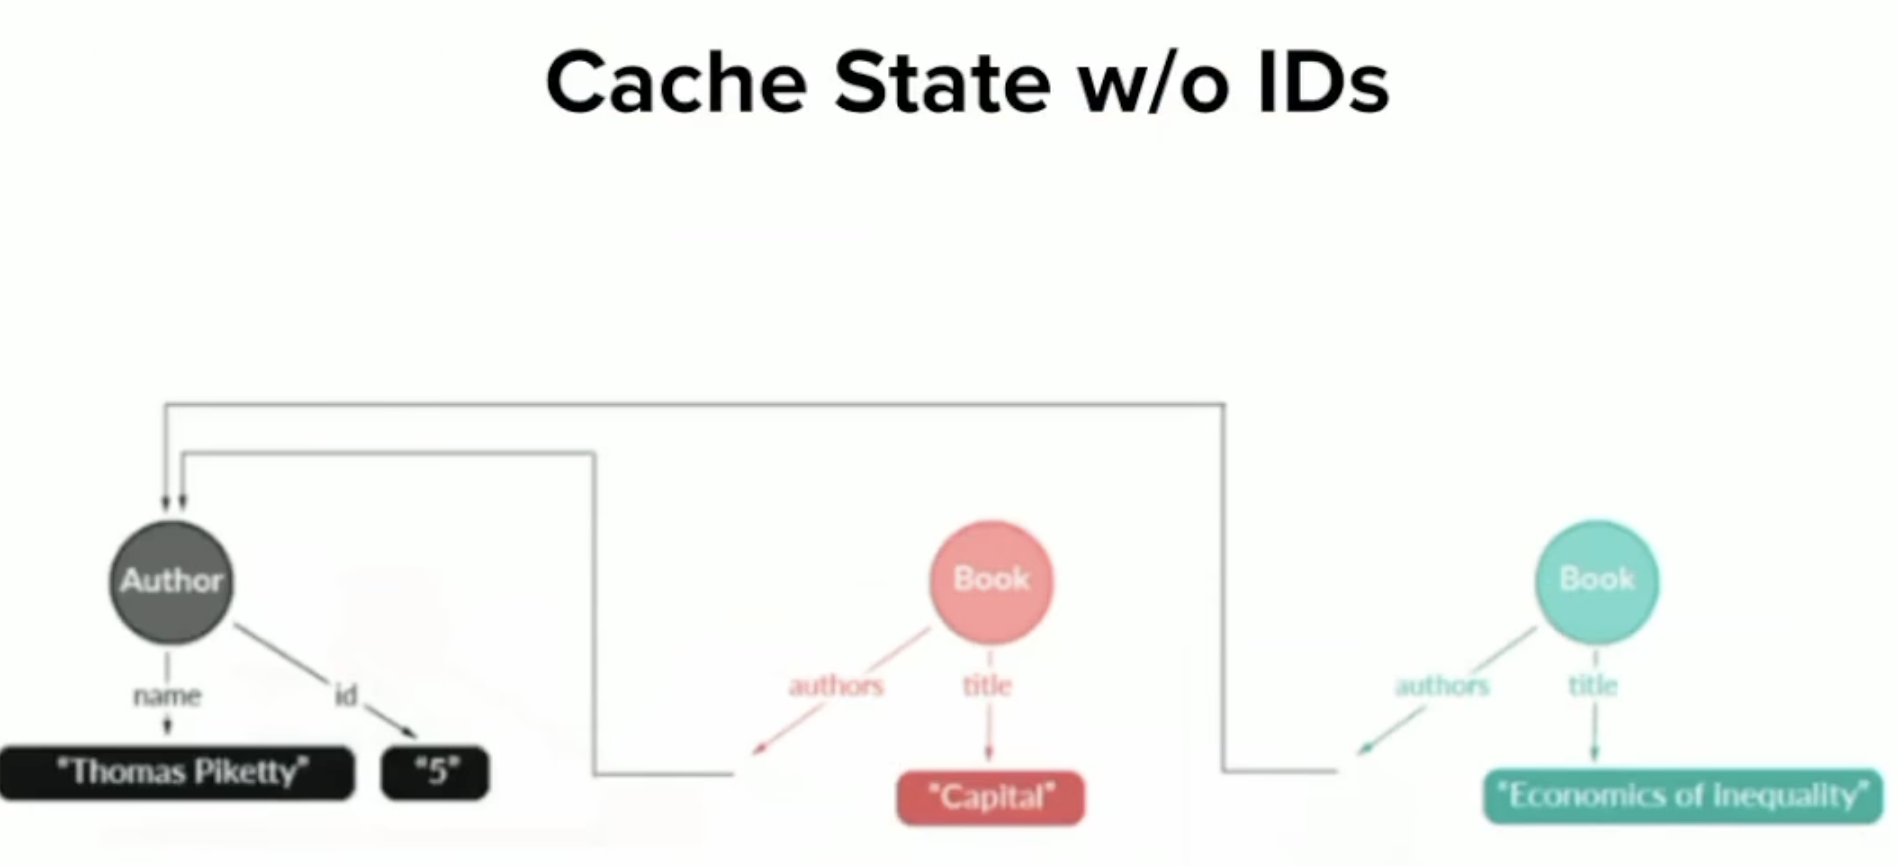 Cache State w/o IDs
Author
Book
Book
name
id
authors
title
authors
title
"Thomas Piketty"
"5"
"Capital"
"Economics of inequality"